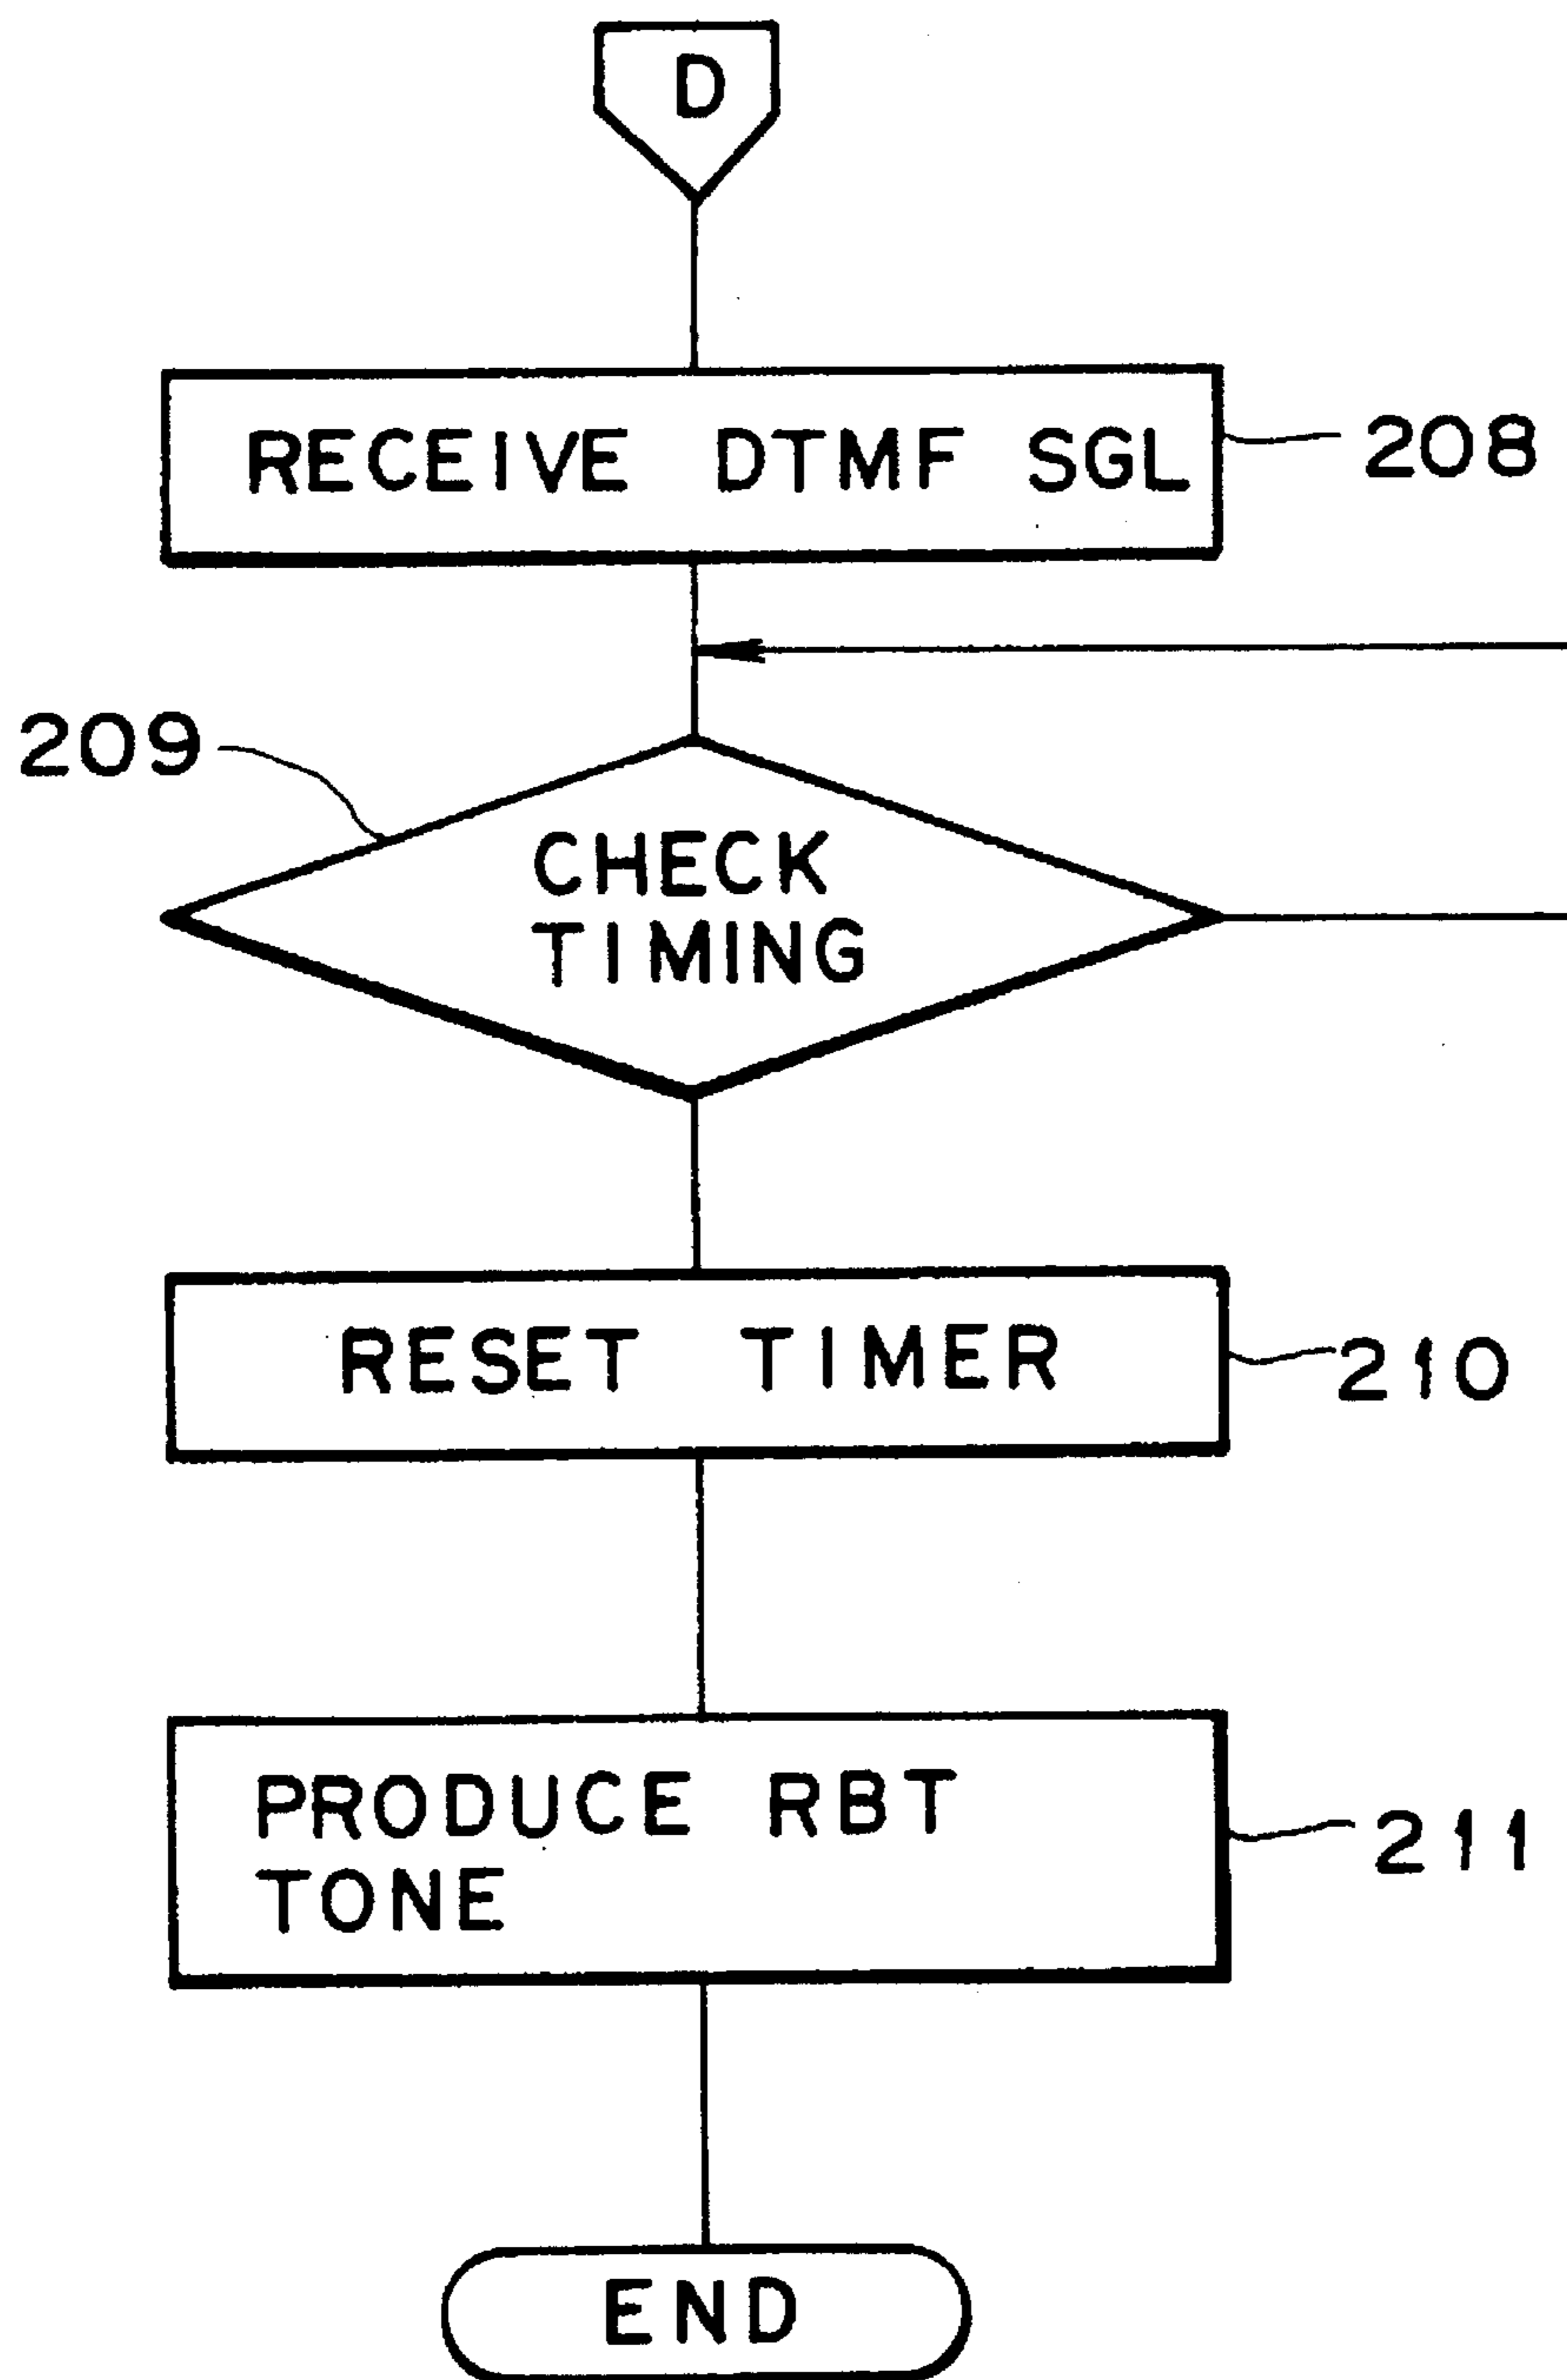 D
RECEIVE DTMF SGL
208
209
CHECK
TIMING
RESET TIMER
210
PRODUCE RBT
TONE
211
END